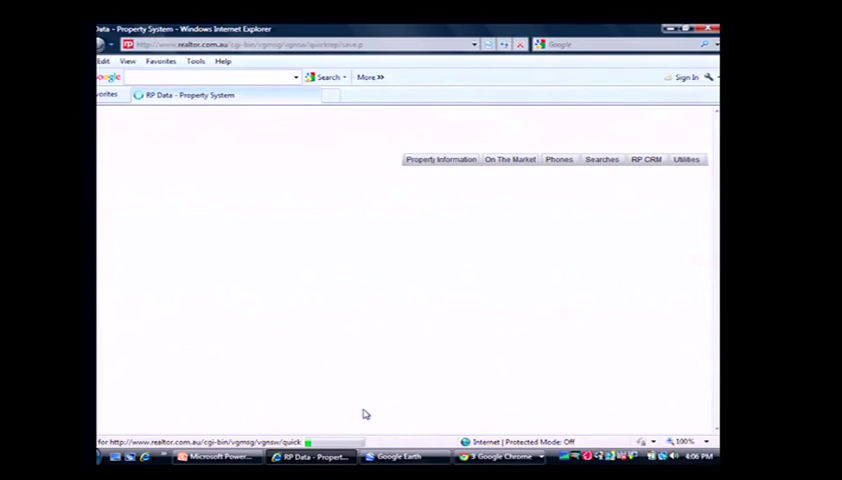 Data - Property System - Windows Internet Explorer
http://www.realtor.com.au/cgi-bin/vgmsg/vgnsw/quickrep/save.p
Google
Edit View Favorites Tools Help
oogle Search More >> Sign In
vorites RP Data - Property System
Property Information On The Market Phones Searches RP CRM Utilities
for http://www.realtor.com.au/cgi-bin/vgmsg/vgnsw/quick Internet | Protected Mode: Off 100%
Microsoft Power... RP Data - Propert... Google Earth 3 Google Chrome 4:06 PM